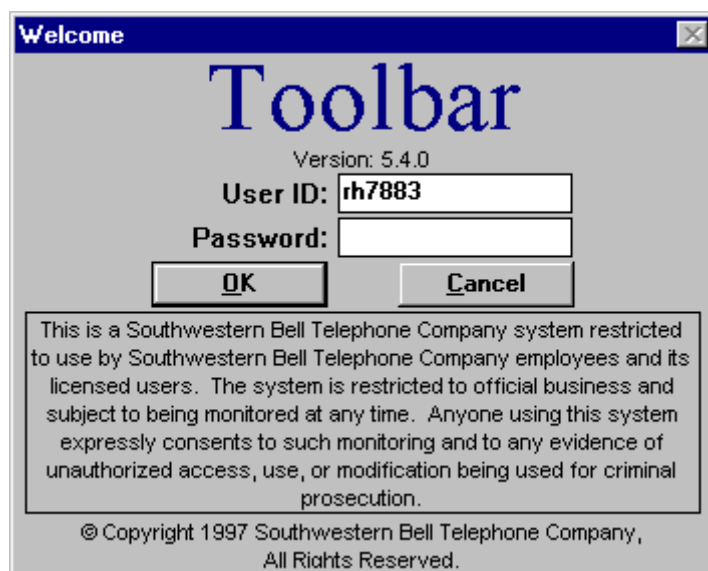 Welcome
Toolbar
Version: 5.4.0
User ID: rh7883
Password:
OK Cancel
This is a Southwestern Bell Telephone Company system restricted
to use by Southwestern Bell Telephone Company employees and its
licensed users. The system is restricted to official business and
subject to being monitored at any time. Anyone using this system
expressly consents to such monitoring and to any evidence of
unauthorized access, use, or modification being used for criminal
prosecution.
© Copyright 1997 Southwestern Bell Telephone Company,
All Rights Reserved.